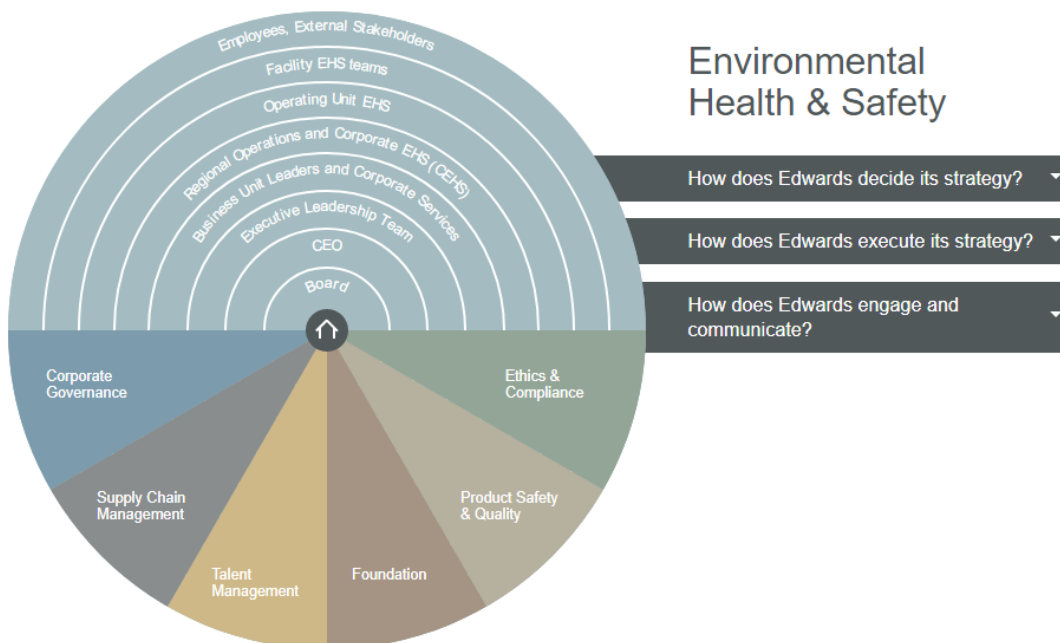 Employees, External Stakeholders
Facility EHS teams
Operating Unit EHS
Regional Operations and Corporate EHS (CEHS)
Business Unit Leaders and Corporate Services
Executive Leadership Team
CEO
Board
Environmental
Health & Safety
How does Edwards decide its strategy?
How does Edwards execute its strategy?
How does Edwards engage and
communicate?
Corporate
Governance
Supply Chain
Management
Talent
Management
Foundation
Product Safety
& Quality
Ethics &
Compliance